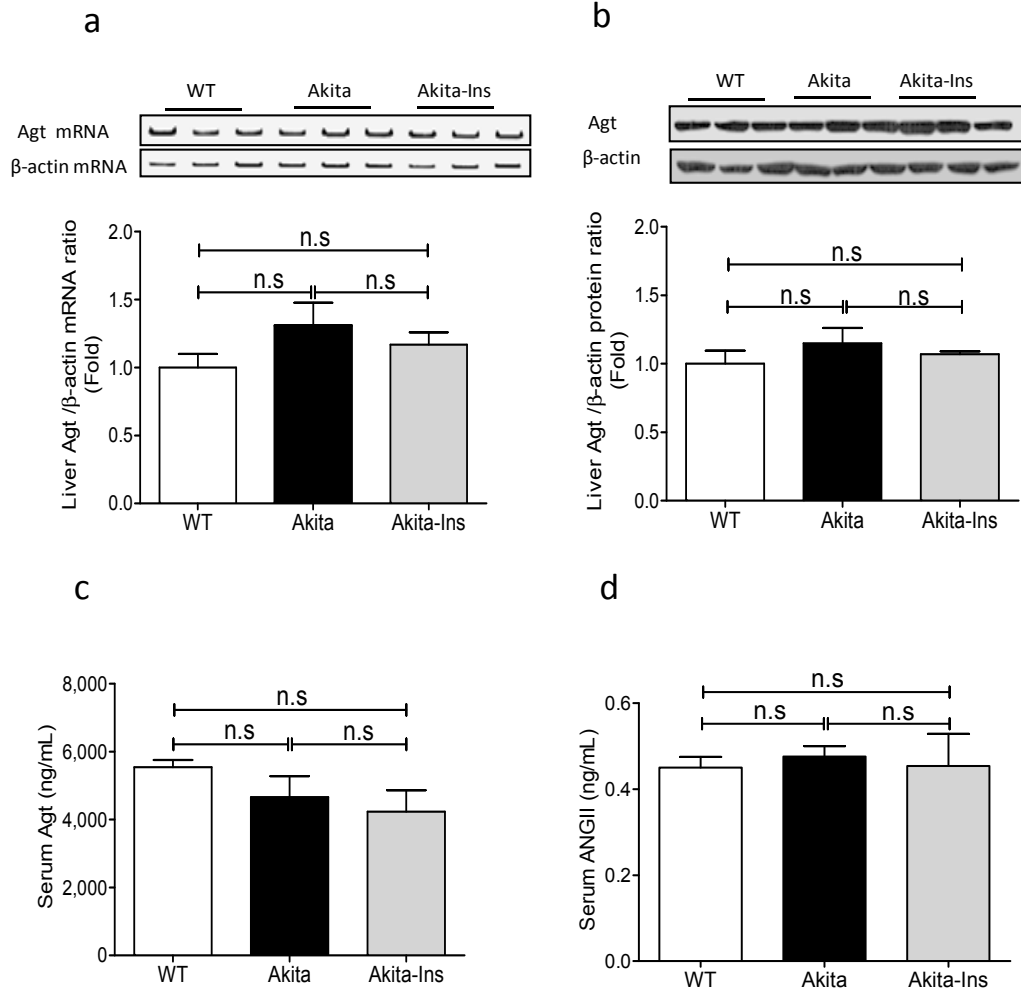 a
WT Akita Akita-Ins
Agt mRNA
β-actin mRNA
Liver Agt /β-actin mRNA ratio
(Fold)
2.0
1.5
1.0
0.5
0.0
n.s
n.s n.s
WT Akita Akita-Ins
b
WT Akita Akita-Ins
Agt
β-actin
Liver Agt /β-actin protein ratio
(Fold)
2.0
1.5
1.0
0.5
0.0
n.s
n.s n.s
WT Akita Akita-Ins
c
Serum Agt (ng/mL)
8,000
6,000
4,000
2,000
0
n.s
n.s n.s
WT Akita Akita-Ins
d
Serum ANGII (ng/mL)
0.6
0.4
0.2
0.0
n.s
n.s n.s
WT Akita Akita-Ins